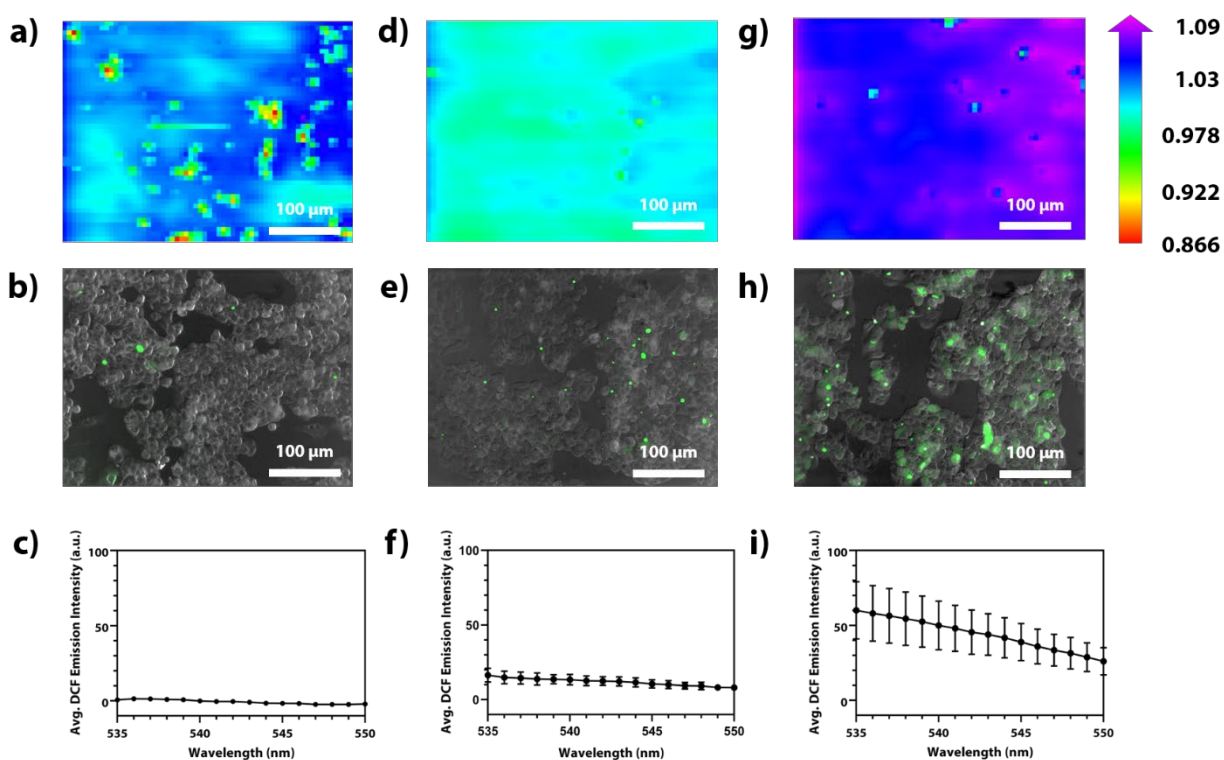 a)
100 µm
d)
100 µm
g)
100 µm
1.09
1.03
0.978
0.922
0.866
b)
100 µm
e)
100 µm
h)
100 µm
c)
Avg. DCF Emission Intensity (a.u.)
100
50
0
535
540
545
550
Wavelength (nm)
f)
Avg. DCF Emission Intensity (a.u.)
100
50
0
535
540
545
550
Wavelength (nm)
i)
Avg. DCF Emission Intensity (a.u.)
100
50
0
535
540
545
550
Wavelength (nm)